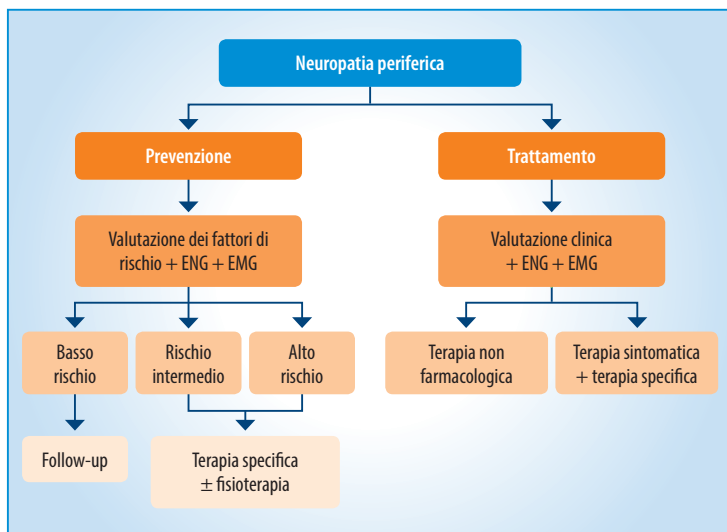 Neuropatia periferica
Prevenzione
Trattamento
Valutazione dei fattori di
rischio + ENG + EMG
Valutazione clinica
+ ENG + EMG
Basso
rischio
Rischio
intermedio
Alto
rischio
Terapia non
farmacologica
Terapia sintomatica
+ terapia specifica
Follow-up
Terapia specifica
± fisioterapia